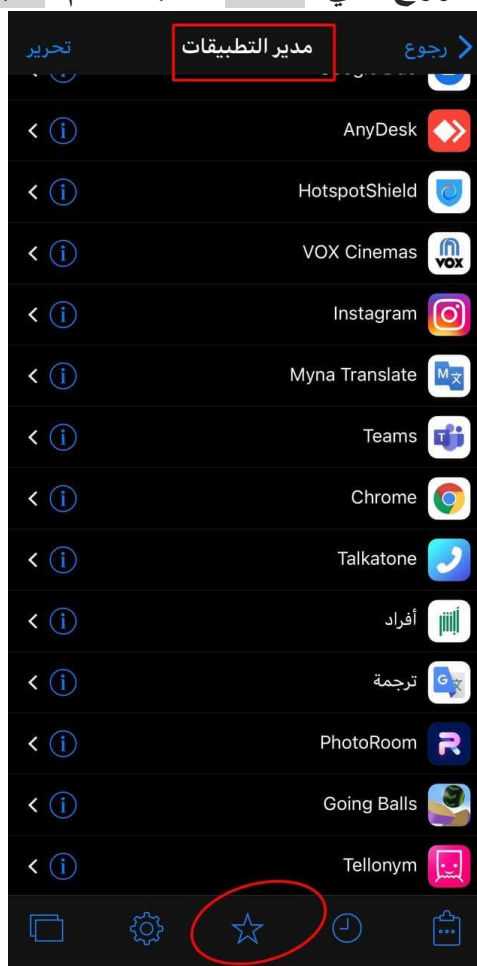 رجوع
مدير التطبيقات
تحرير
AnyDesk
HotspotShield
VOX Cinemas
VOX
Instagram
Myna Translate
Teams
Chrome
Talkatone
أفراد
ترجمة
PhotoRoom
Going Balls
Tellonym